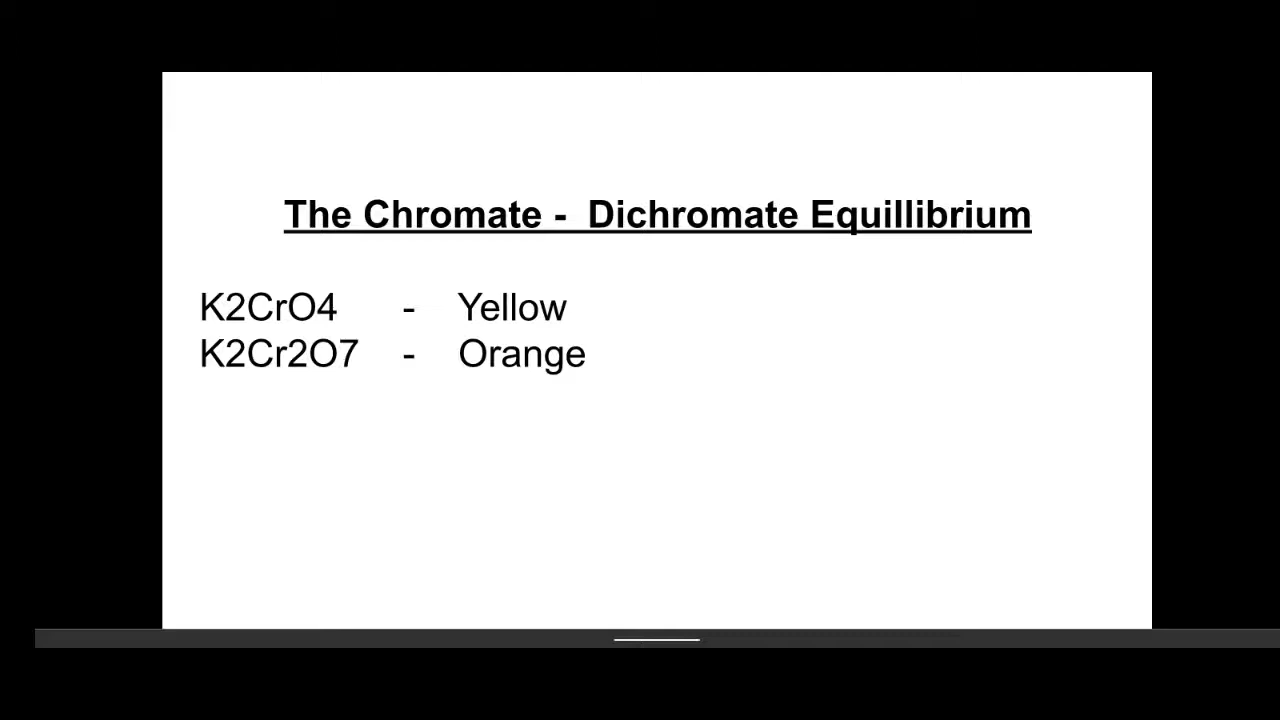 The Chromate -  Dichromate Equillibrium
K2CrO4 - Yellow
K2Cr2O7 - Orange